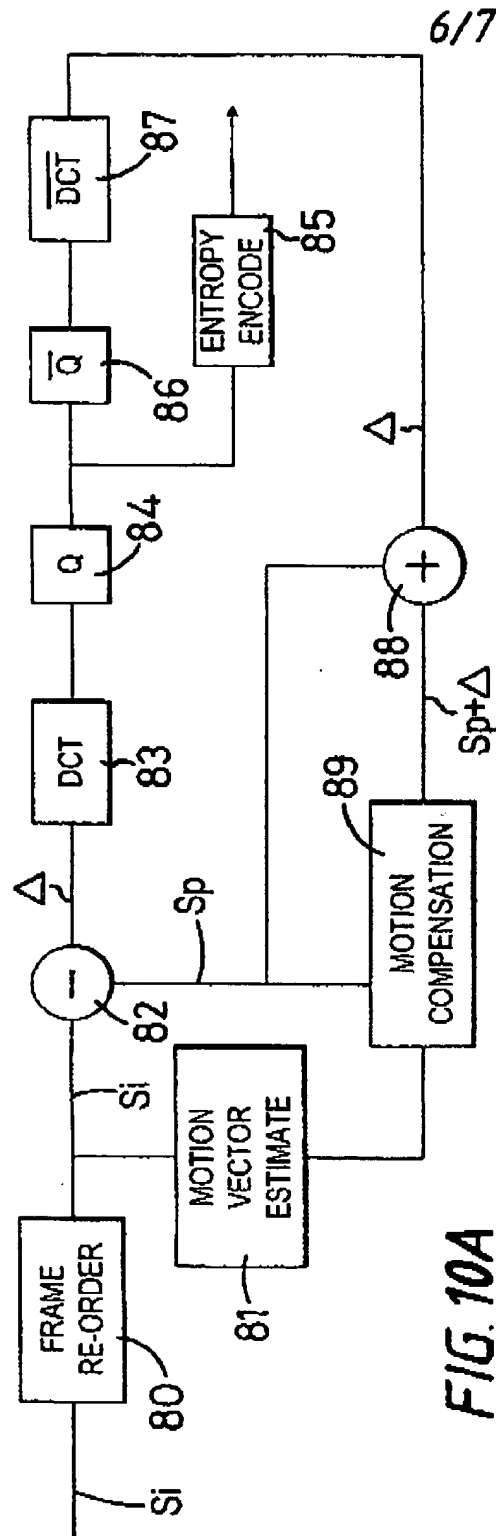 6/7
Si
FRAME
RE-ORDER
80
Si
MOTION
VECTOR
ESTIMATE
81
−
82
Δ
DCT
83
Q
84
Q̅
86
D̅C̅T̅
87
ENTROPY
ENCODE
85
Sp
MOTION
COMPENSATION
89
Sp+Δ
+
88
Δ
FIG. 10A